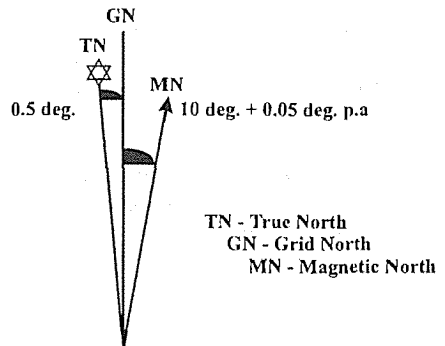 GN
TN
MN
0.5 deg.
10 deg. + 0.05 deg. p.a
TN - True North
GN - Grid North
MN - Magnetic North